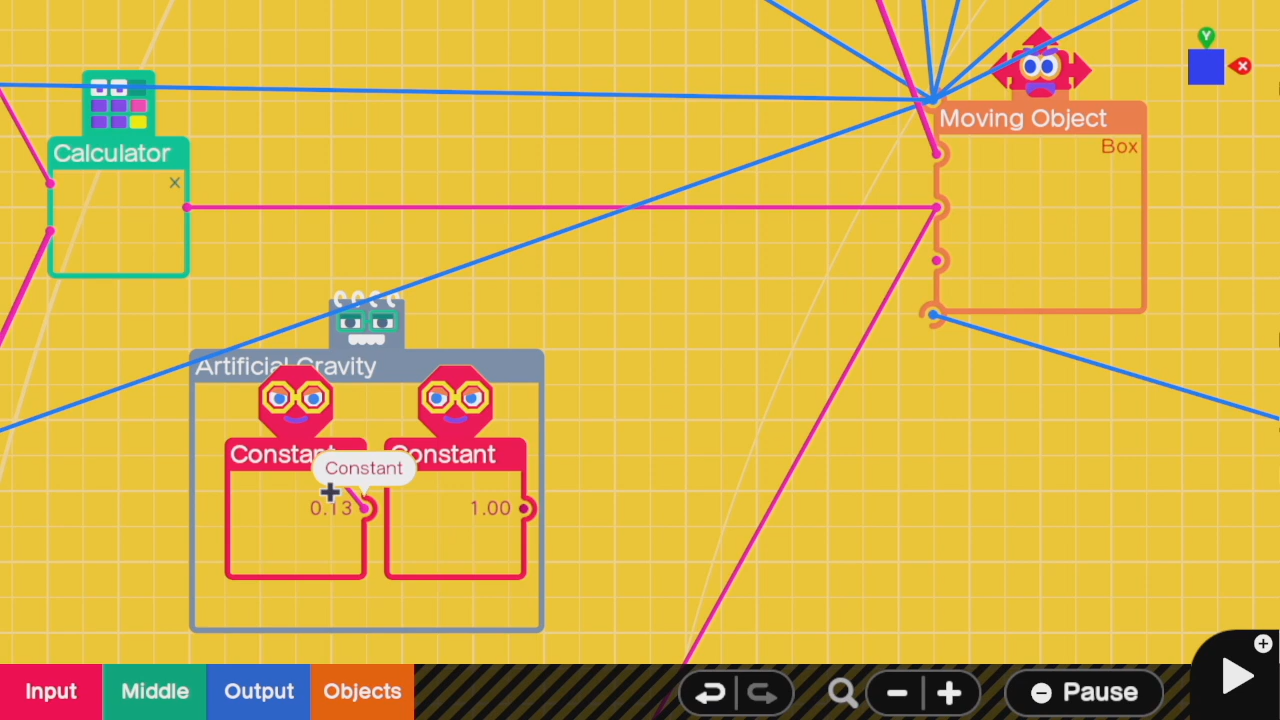 Y
X
Moving Object
Box
Calculator
×
Artificial Gravity
Constant
Constant
Constant
0.13
1.00
Input
Middle
Output
Objects
Pause